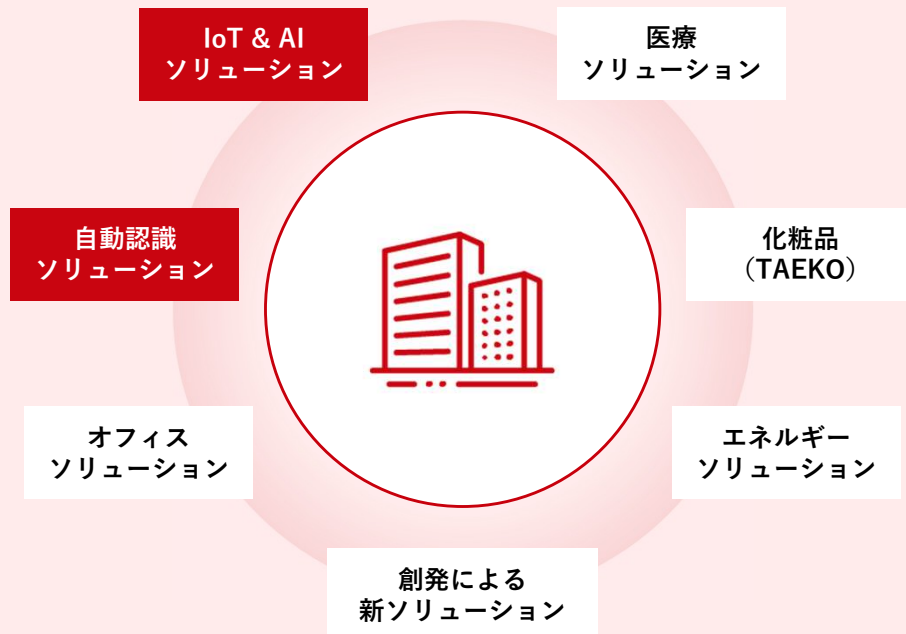 IoT & AI
ソリューション
医療
ソリューション
自動認識
ソリューション
化粧品
（TAEKO）
オフィス
ソリューション
エネルギー
ソリューション
創発による
新ソリューション